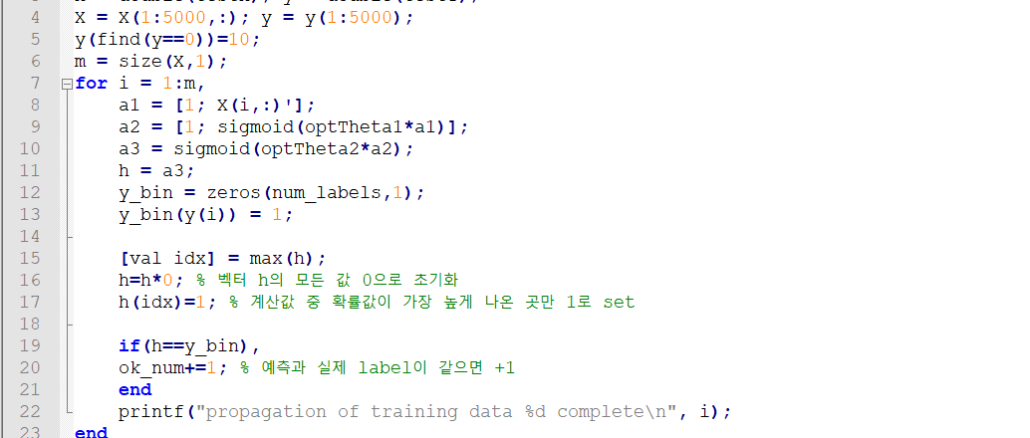 4 X = X(1:5000,:); y = y(1:5000);
5 y(find(y==0))=10;
6 m = size(X,1);
7 for i = 1:m,
8 a1 = [1; X(i,:)'];
9 a2 = [1; sigmoid(optTheta1*a1)];
10 a3 = sigmoid(optTheta2*a2);
11 h = a3;
12 y_bin = zeros(num_labels,1);
13 y_bin(y(i)) = 1;
14
15 [val idx] = max(h);
16 h=h*0; % 벡터 h의 모든 값 0으로 초기화
17 h(idx)=1; % 계산값 중 확률값이 가장 높게 나온 곳만 1로 set
18
19 if(h==y_bin),
20 ok_num+=1; % 예측과 실제 label이 같으면 +1
21 end
22 printf("propagation of training data %d complete\n", i);
23 end